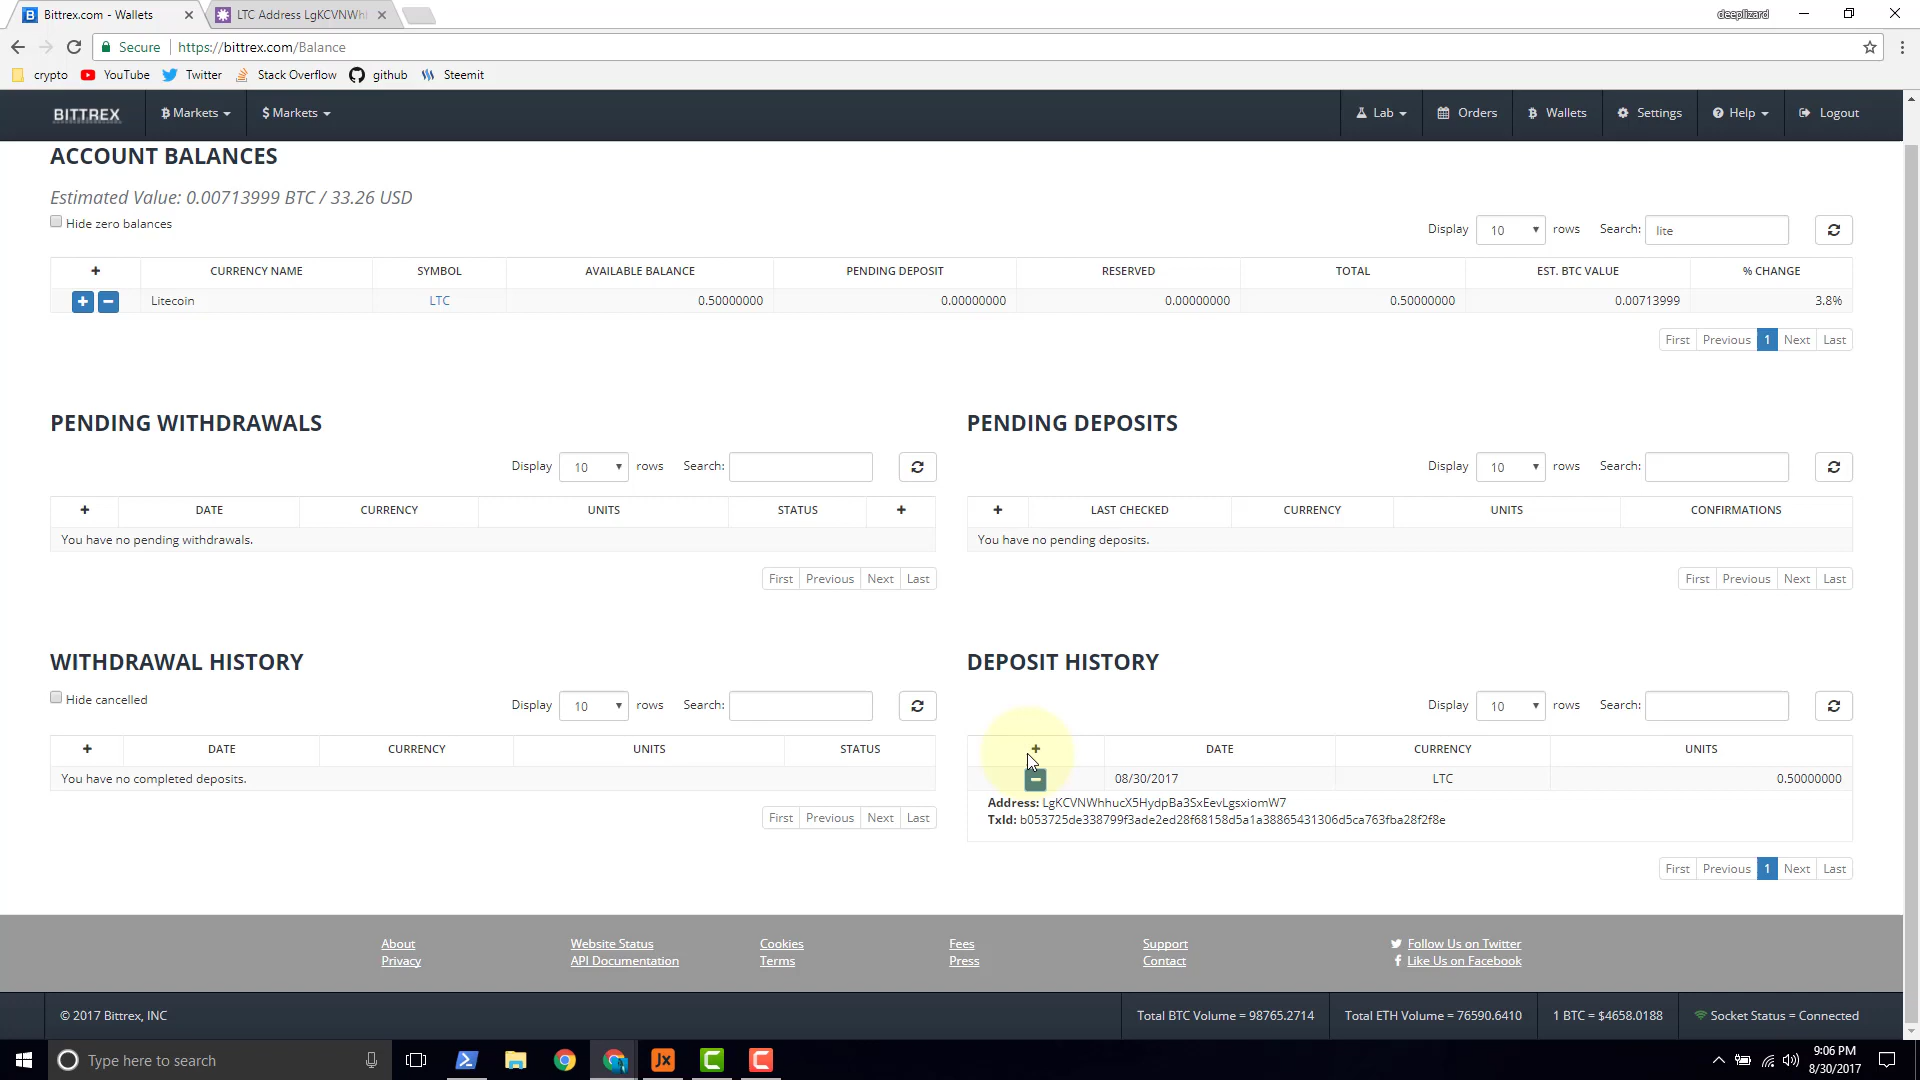 Bittrex.com - Wallets
LTC Address LgKCVNWhh
deeplizard
Secure https://bittrex.com/Balance
crypto YouTube Twitter Stack Overflow github Steemit
BITTREX Markets $ Markets Lab Orders Wallets Settings Help Logout
ACCOUNT BALANCES
Estimated Value: 0.00713999 BTC / 33.26 USD
Hide zero balances
Display 10 rows Search: lite
+ CURRENCY NAME SYMBOL AVAILABLE BALANCE PENDING DEPOSIT RESERVED TOTAL EST. BTC VALUE % CHANGE
Litecoin LTC 0.50000000 0.00000000 0.00000000 0.50000000 0.00713999 3.8%
First Previous 1 Next Last
PENDING WITHDRAWALS
Display 10 rows Search:
+ DATE CURRENCY UNITS STATUS +
You have no pending withdrawals.
First Previous Next Last
PENDING DEPOSITS
Display 10 rows Search:
+ LAST CHECKED CURRENCY UNITS CONFIRMATIONS
You have no pending deposits.
First Previous Next Last
WITHDRAWAL HISTORY
Hide cancelled
Display 10 rows Search:
+ DATE CURRENCY UNITS STATUS
You have no completed deposits.
First Previous Next Last
DEPOSIT HISTORY
Display 10 rows Search:
+ DATE CURRENCY UNITS
08/30/2017 LTC 0.50000000
Address: LgKCVNWhhucX5HydpBa3SxEevLgsxiomW7
TxId: b053725de338799f3ade2ed28f68158d5a1a38865431306d5ca763fba28f2f8e
First Previous 1 Next Last
About Website Status Cookies Fees Support Follow Us on Twitter
Privacy API Documentation Terms Press Contact Like Us on Facebook
© 2017 Bittrex, INC
Total BTC Volume = 98765.2714 Total ETH Volume = 76590.6410 1 BTC = $4658.0188 Socket Status = Connected
Type here to search
Jx
9:06 PM
8/30/2017